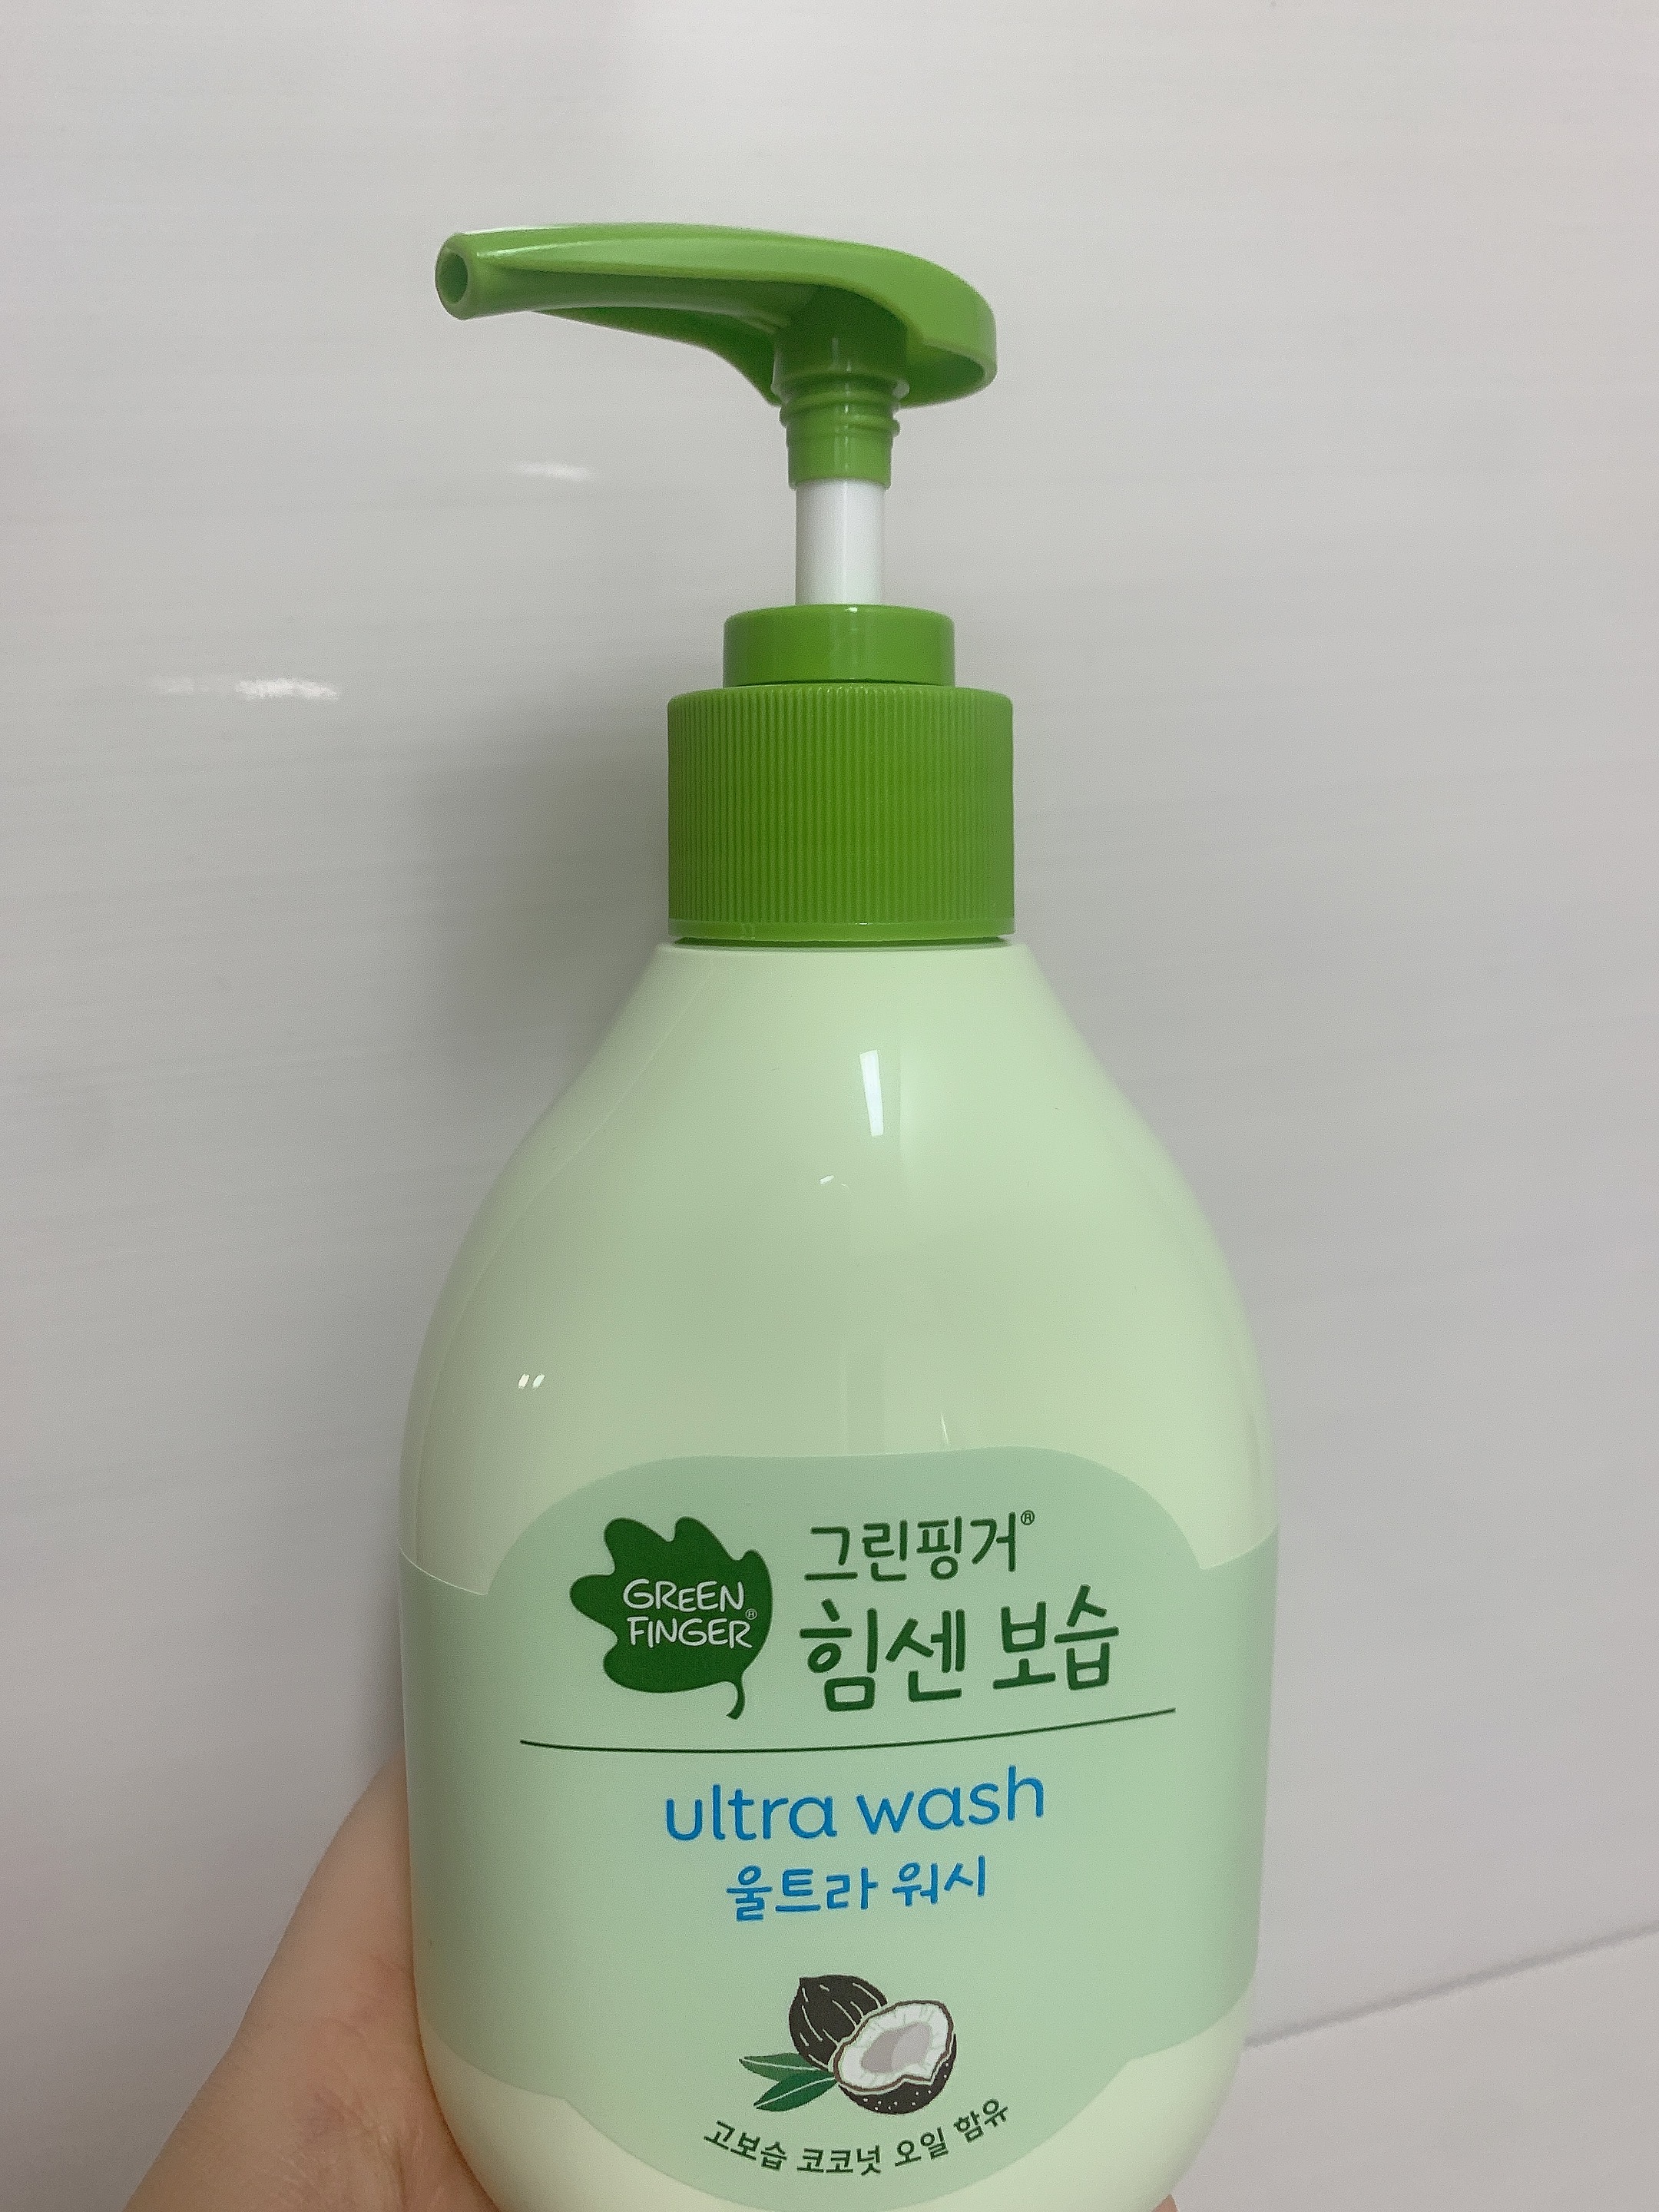 GREEN
FINGER®
그린핑거®
힘센 보습
ultra wash
울트라 워시
고보습 코코넛 오일 함유